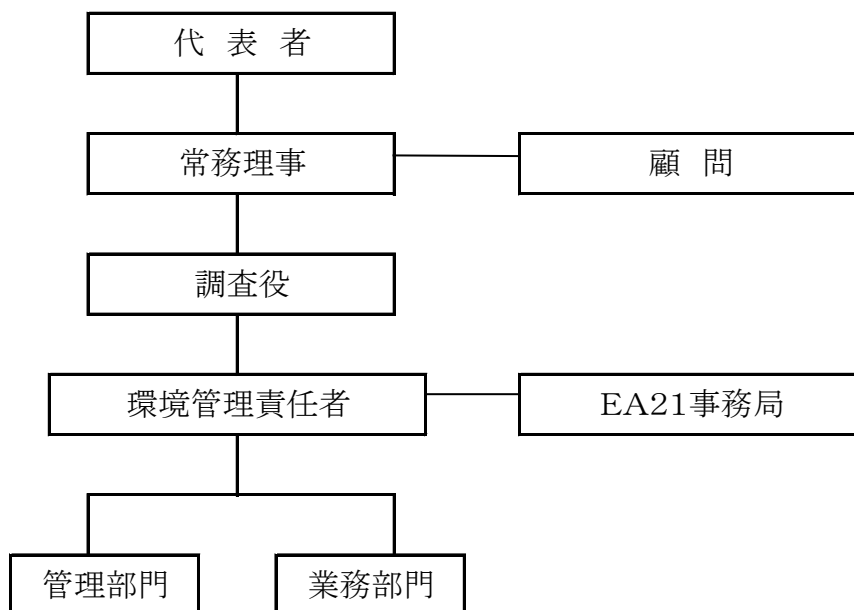 代 表 者
常務理事
顧 問
調査役
環境管理責任者
EA21事務局
管理部門
業務部門